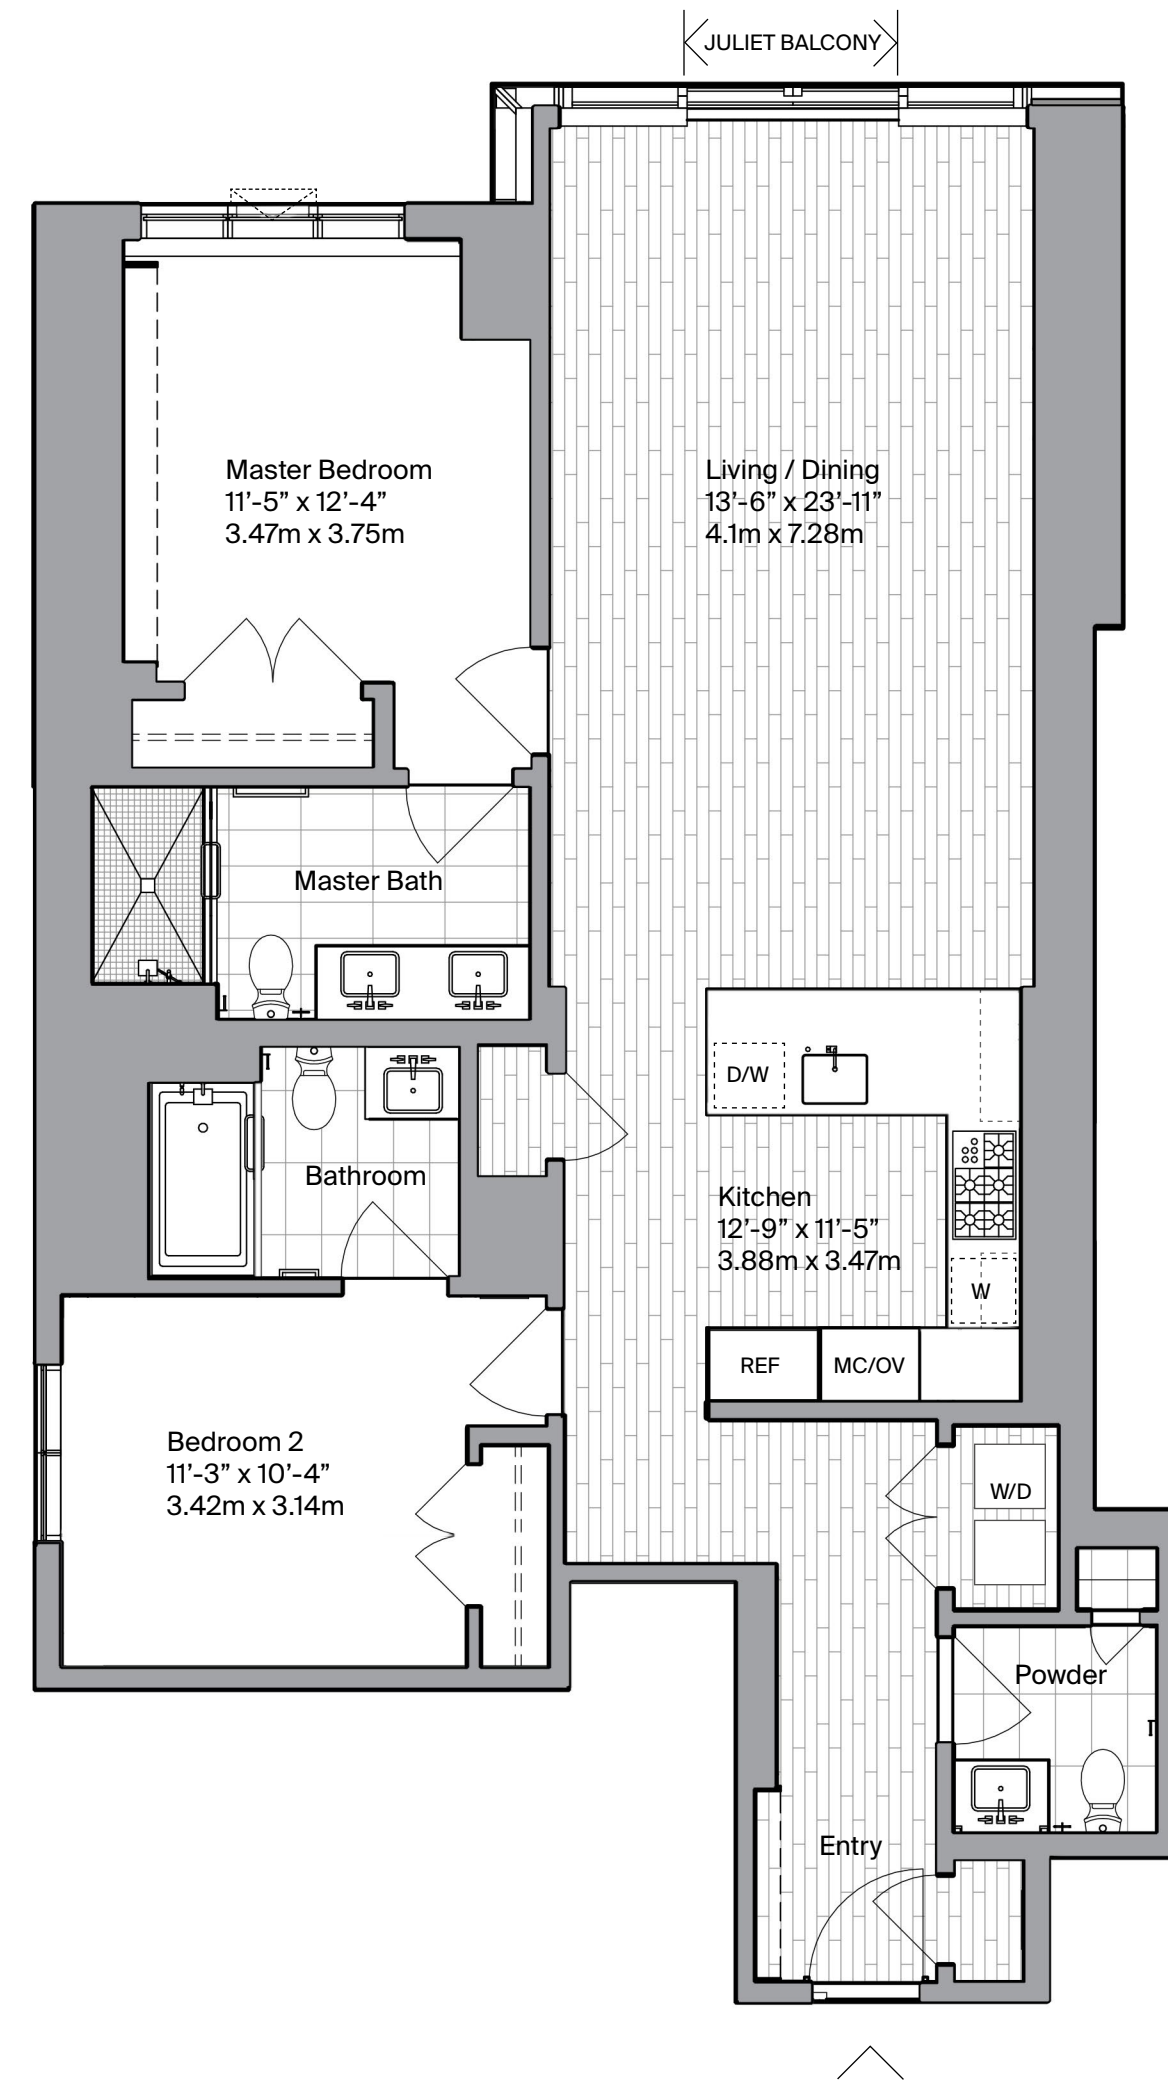 JULIET BALCONY
Master Bedroom
11’-5” x 12’-4”
3.47m x 3.75m
Living / Dining
13’-6” x 23’-11”
4.1m x 7.28m
Master Bath
D/W
Bathroom
Kitchen
12’-9” x 11’-5”
3.88m x 3.47m
W
REF
MC/OV
Bedroom 2
11’-3” x 10’-4”
3.42m x 3.14m
W/D
Powder
Entry